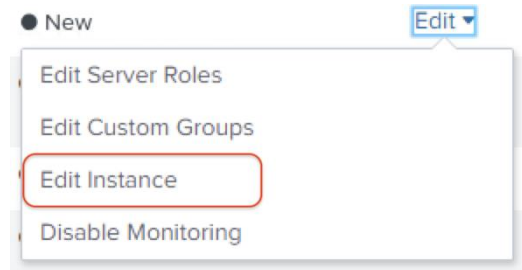 New Edit
Edit Server Roles
Edit Custom Groups
Edit Instance
Disable Monitoring